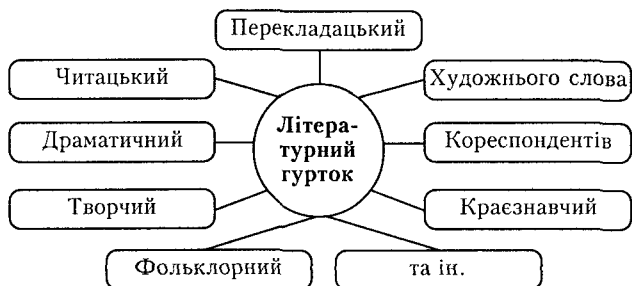 Перекладацький
Читацький
Художнього слова
Драматичний
Літера-
турний
гурток
Кореспондентів
Творчий
Краєзнавчий
Фольклорний
та ін.